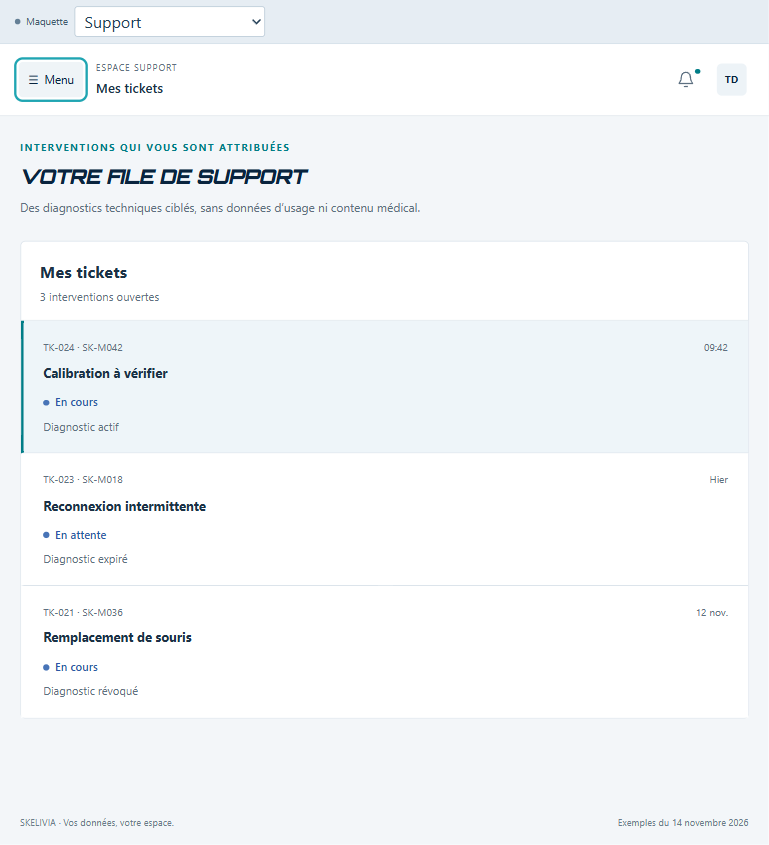 Maquette Support
☰ Menu
ESPACE SUPPORT
Mes tickets
TD
INTERVENTIONS QUI VOUS SONT ATTRIBUÉES
VOTRE FILE DE SUPPORT
Des diagnostics techniques ciblés, sans données d'usage ni contenu médical.
Mes tickets
3 interventions ouvertes
TK-024 · SK-M042 09:42
Calibration à vérifier
En cours
Diagnostic actif
TK-023 · SK-M018 Hier
Reconnexion intermittente
En attente
Diagnostic expiré
TK-021 · SK-M036 12 nov.
Remplacement de souris
En cours
Diagnostic révoqué
SKELIVIA · Vos données, votre espace. Exemples du 14 novembre 2026